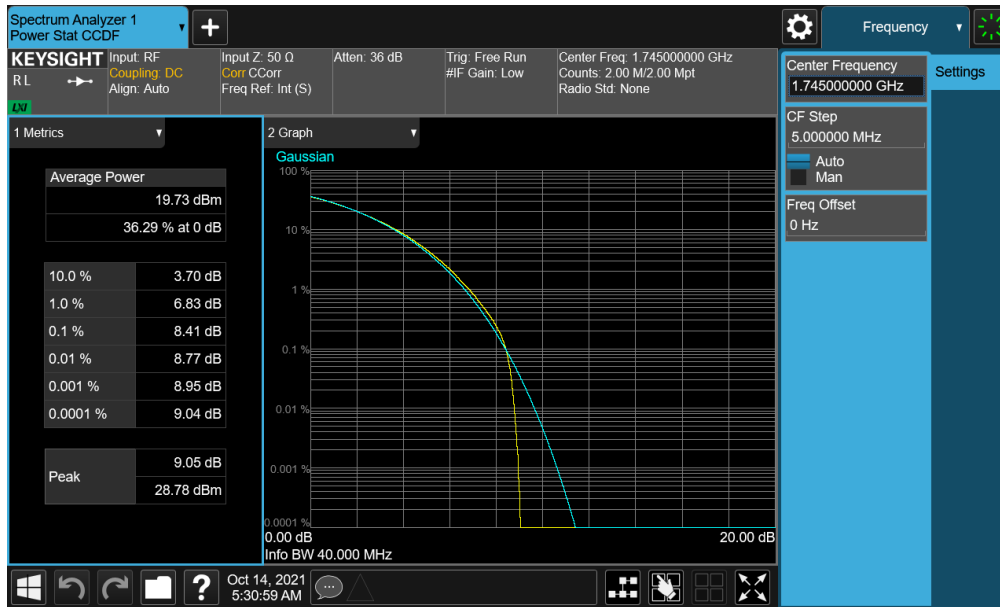 Spectrum Analyzer 1
Power Stat CCDF
Frequency
KEYSIGHT
R L
LXI
Input: RF
Coupling: DC
Align: Auto
Input Z: 50 Ω
Corr CCorr
Freq Ref: Int (S)
Atten: 36 dB
Trig: Free Run
#IF Gain: Low
Center Freq: 1.745000000 GHz
Counts: 2.00 M/2.00 Mpt
Radio Std: None
Center Frequency
1.745000000 GHz
Settings
CF Step
5.000000 MHz
Auto
Man
Freq Offset
0 Hz
1 Metrics
Average Power
19.73 dBm
36.29 % at 0 dB
10.0 % 3.70 dB
1.0 % 6.83 dB
0.1 % 8.41 dB
0.01 % 8.77 dB
0.001 % 8.95 dB
0.0001 % 9.04 dB
Peak
9.05 dB
28.78 dBm
2 Graph
Gaussian
100 %
10 %
1 %
0.1 %
0.01 %
0.001 %
0.0001 %
0.00 dB
20.00 dB
Info BW 40.000 MHz
?
Oct 14, 2021
5:30:59 AM